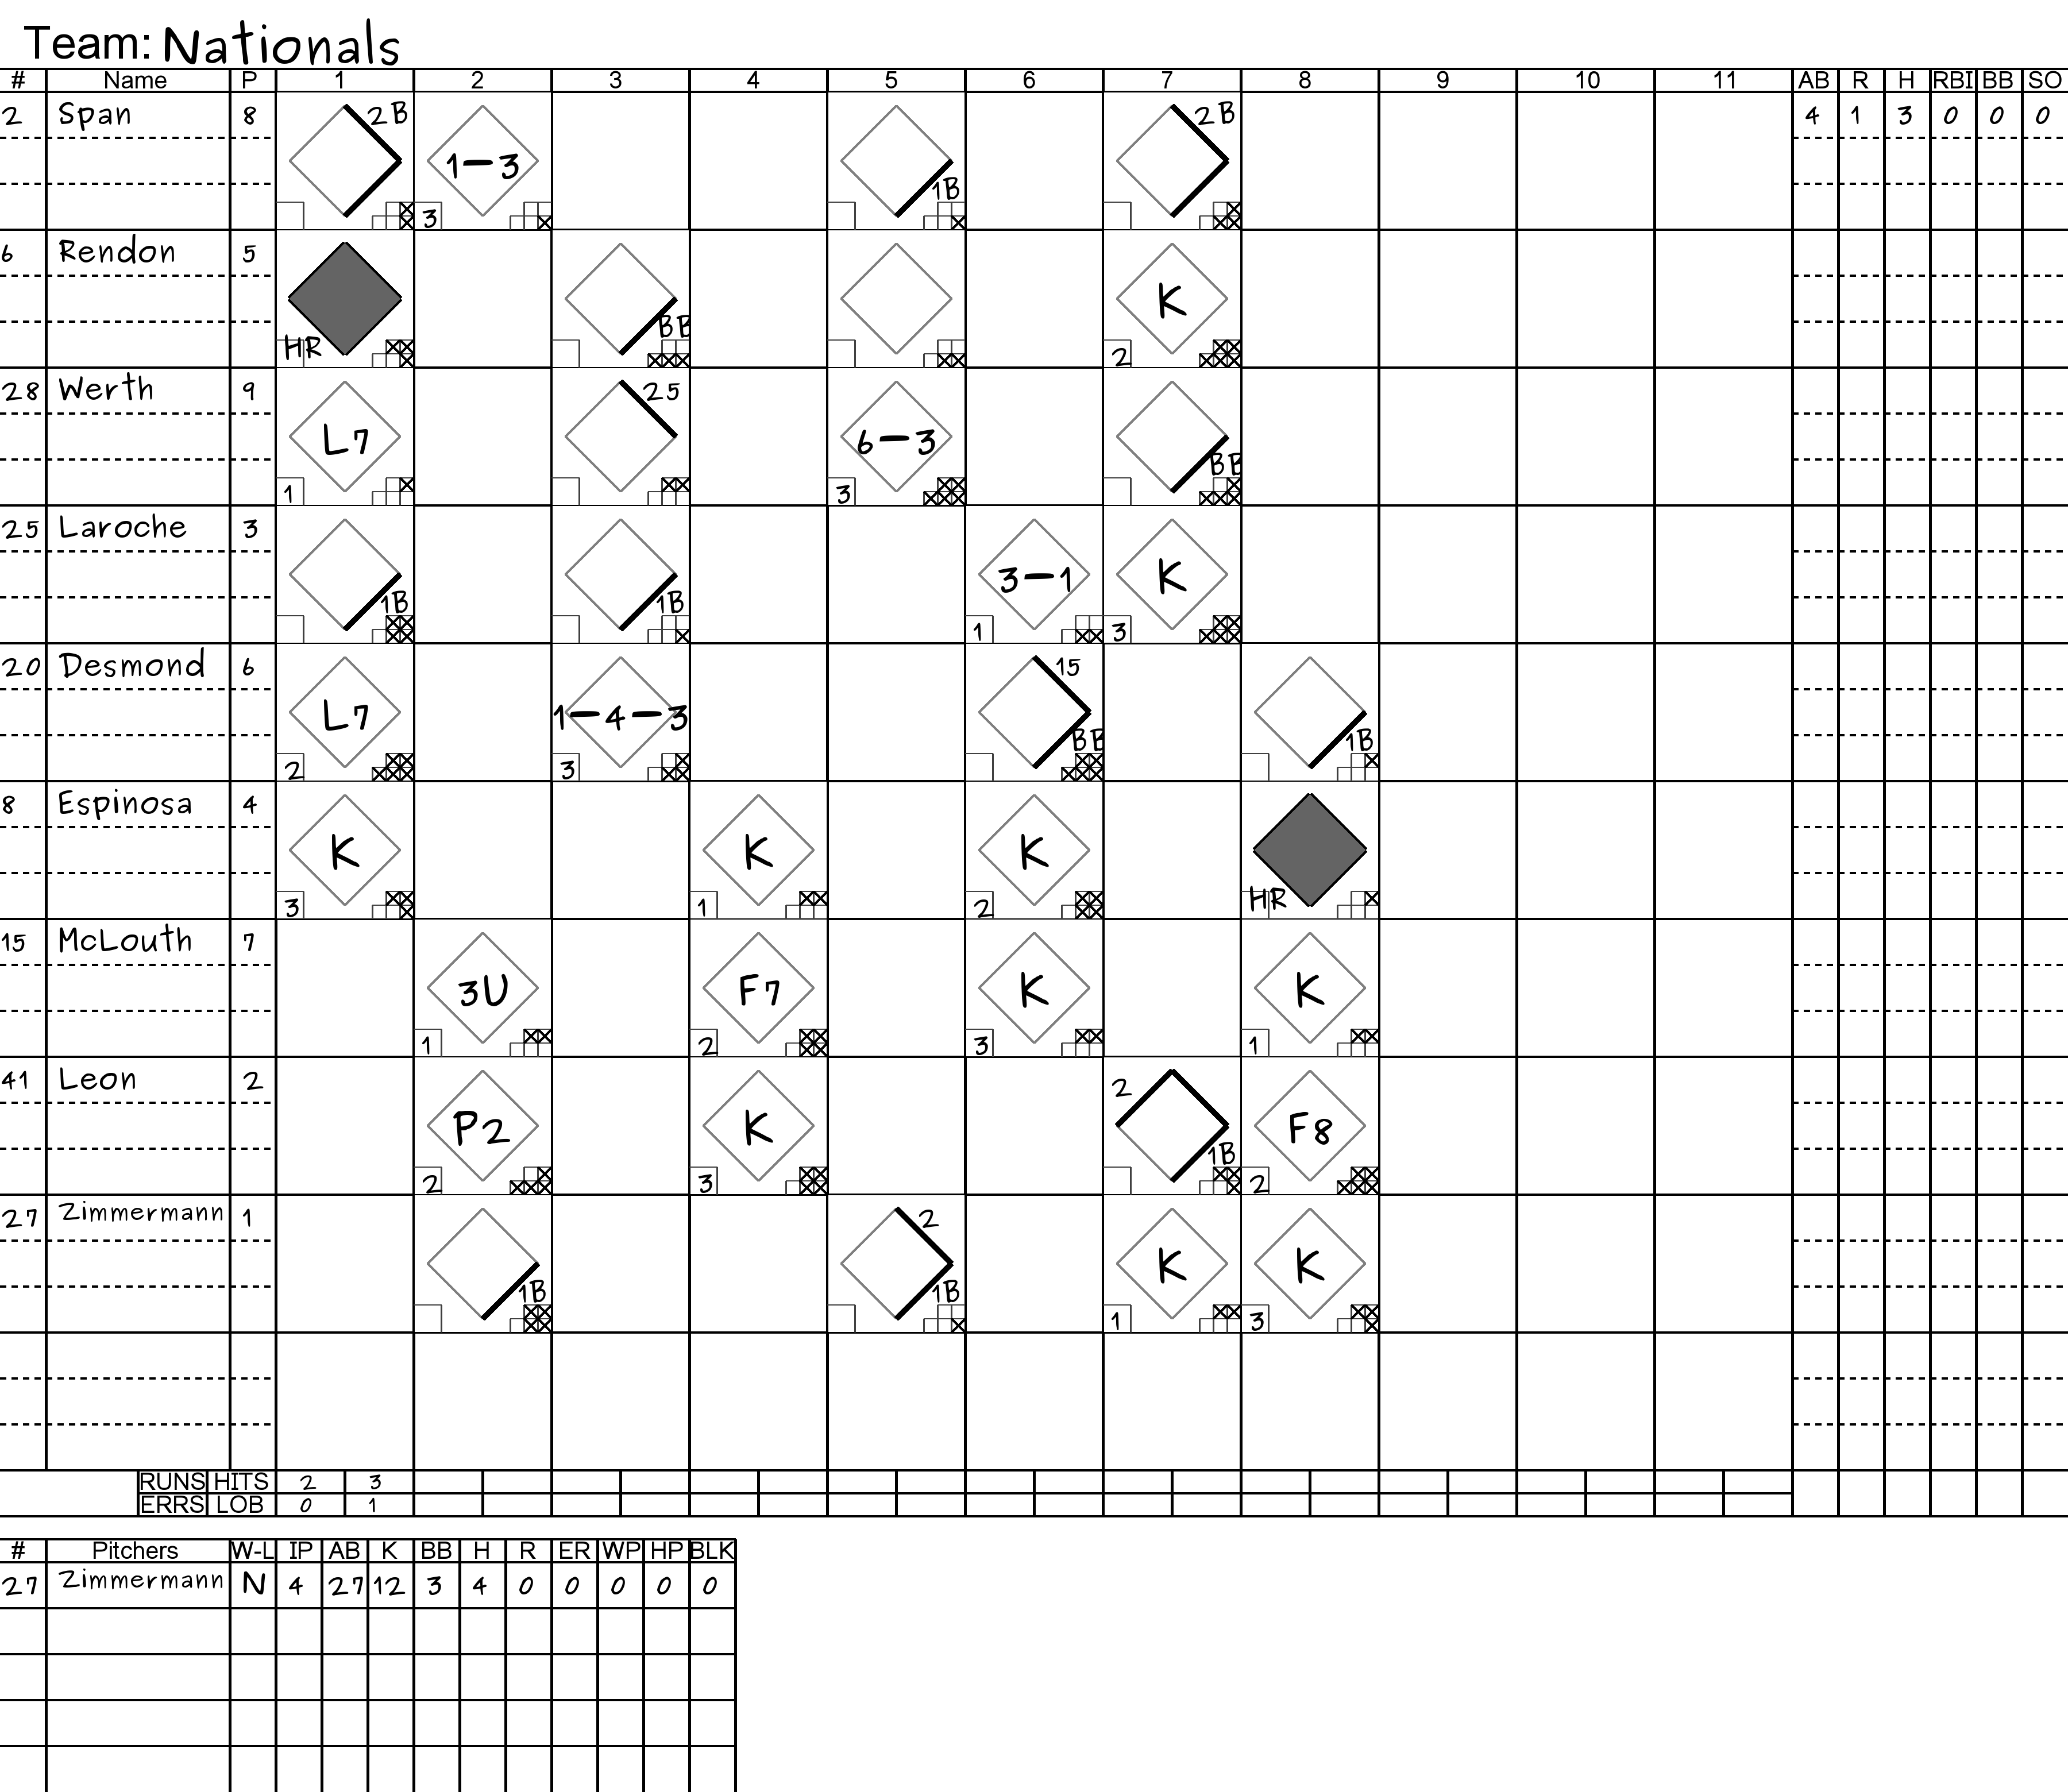 Team: Nationals
# Name P 1 2 3 4 5 6 7 8 9 10 11 AB R H RBI BB SO
2 Span 8 2B 1-3 3 1B 2B 4 1 3 0 0 0
6 Rendon 5 HR BB K 2
28 Werth 9 L7 1 25 6-3 3 BB
25 Laroche 3 1B 1B 3-1 1 K 3
20 Desmond 6 L7 2 1-4-3 3 15 BB 1B
8 Espinosa 4 K 3 K 1 K 2 HR
15 McLouth 7 3U 1 F7 2 K 3 K 1
41 Leon 2 P2 2 K 3 2 1B F8 2
27 Zimmermann 1 1B 2 1B K 1 K 3
RUNS HITS 2 3
ERRS LOB 0 1
# Pitchers W-L IP AB K BB H R ER WP HP BLK
27 Zimmermann N 4 27 12 3 4 0 0 0 0 0